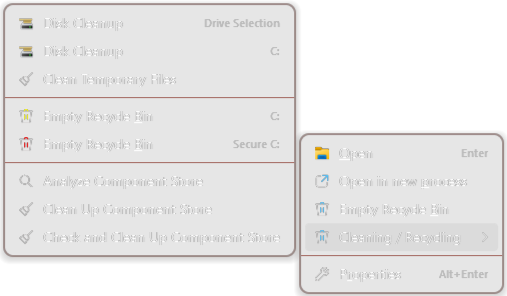 Disk Cleanup Drive Selection
Disk Cleanup C:
Clean Temporary Files
Empty Recycle Bin C:
Empty Recycle Bin Secure C:
Analyze Component Store
Clean Up Component Store
Check and Clean Up Component Store
Open Enter
Open in new process
Empty Recycle Bin
Cleaning / Recycling
Properties Alt+Enter